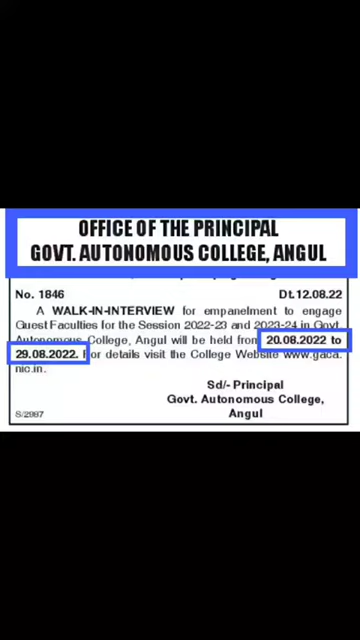 OFFICE OF THE PRINCIPAL
GOVT. AUTONOMOUS COLLEGE, ANGUL
No. 1846 Dt.12.08.22
A WALK-IN-INTERVIEW for empanelment to engage
Guest Faculties for the Session 2022-23 and 2023-24 in Govt.
Autonomous College, Angul will be held from 20.08.2022 to
29.08.2022. For details visit the College Website www.gaca.
nic.in.
Sd/- Principal
Govt. Autonomous College,
Angul
S/2987